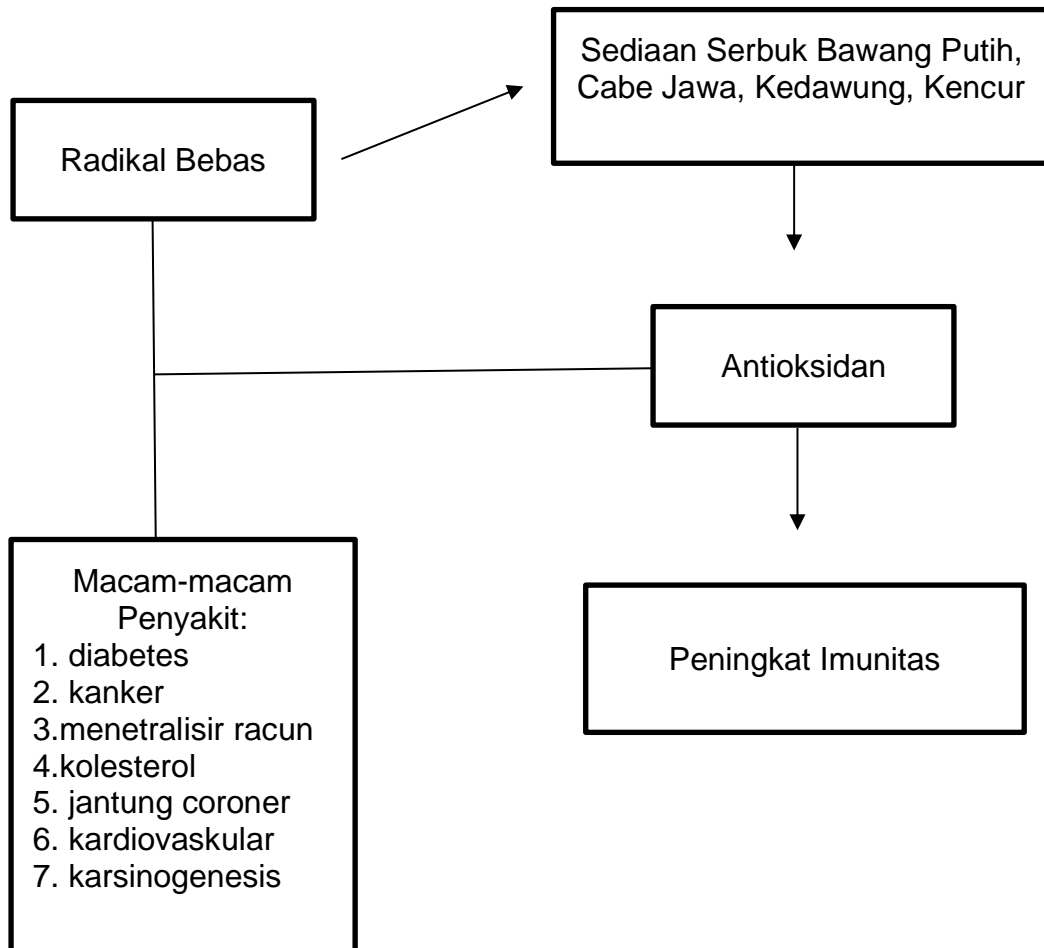 Sediaan Serbuk Bawang Putih,
Cabe Jawa, Kedawung, Kencur
Radikal Bebas
Antioksidan
Macam-macam
Penyakit:
1. diabetes
2. kanker
3.menetralisir racun
4.kolesterol
5. jantung coroner
6. kardiovaskular
7. karsinogenesis
Peningkat Imunitas